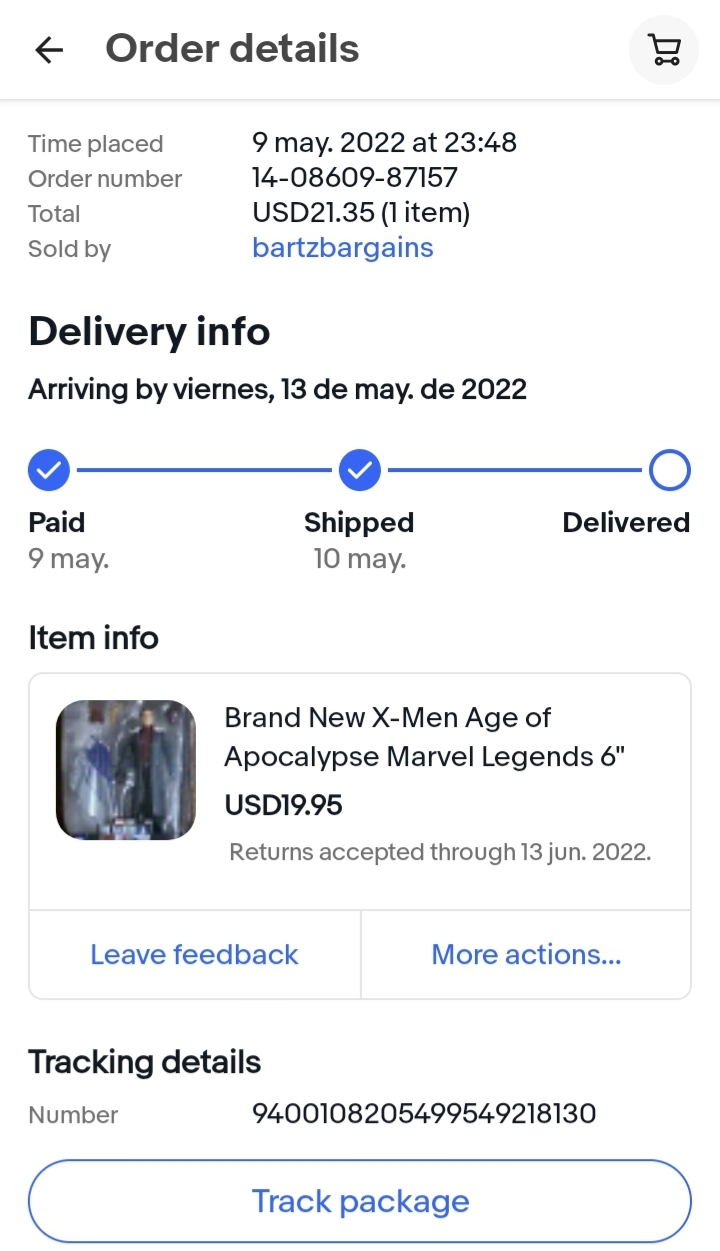 Order details
Time placed 9 may. 2022 at 23:48
Order number 14-08609-87157
Total USD21.35 (1 item)
Sold by bartzbargains
Delivery info
Arriving by viernes, 13 de may. de 2022
Paid Shipped Delivered
9 may. 10 may.
Item info
Brand New X-Men Age of
Apocalypse Marvel Legends 6"
USD19.95
Returns accepted through 13 jun. 2022.
Leave feedback More actions...
Tracking details
Number 9400108205499549218130
Track package